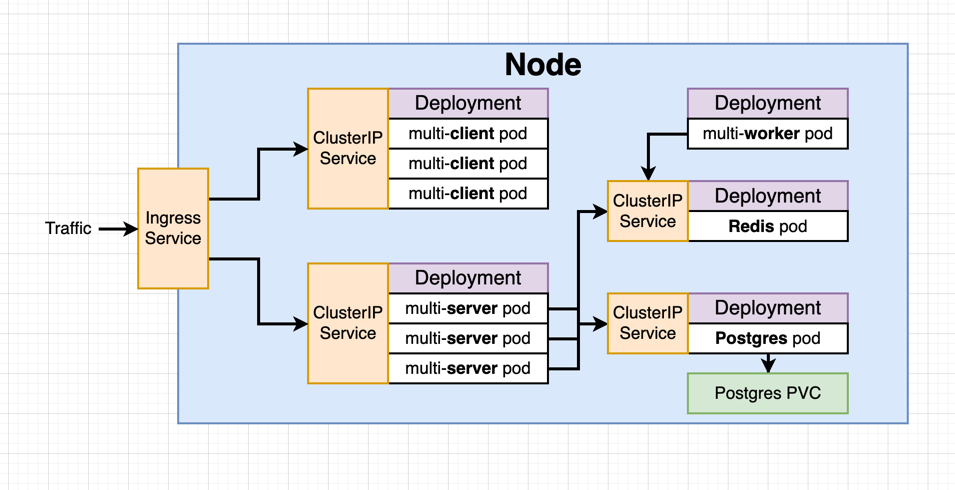 Node
Traffic
Ingress
Service
ClusterIP
Service
Deployment
multi-client pod
multi-client pod
multi-client pod
ClusterIP
Service
Deployment
multi-server pod
multi-server pod
multi-server pod
Deployment
multi-worker pod
ClusterIP
Service
Deployment
Redis pod
ClusterIP
Service
Deployment
Postgres pod
Postgres PVC